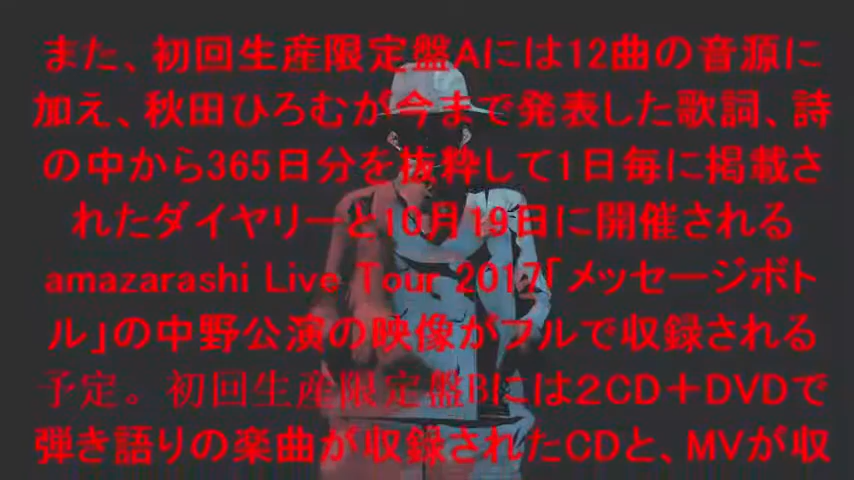 また、初回生産限定盤Aには12曲の音源に
加え、秋田ひろむが今まで発表した歌詞、詩
の中から365日分を抜粋して1日毎に掲載さ
れたダイヤリーと10月19日に開催される
amazarashi Live Tour 2017「メッセージボト
ル」の中野公演の映像がフルで収録される
予定。初回生産限定盤Bには2CD＋DVDで
弾き語りの楽曲が収録されたCDと、MVが収